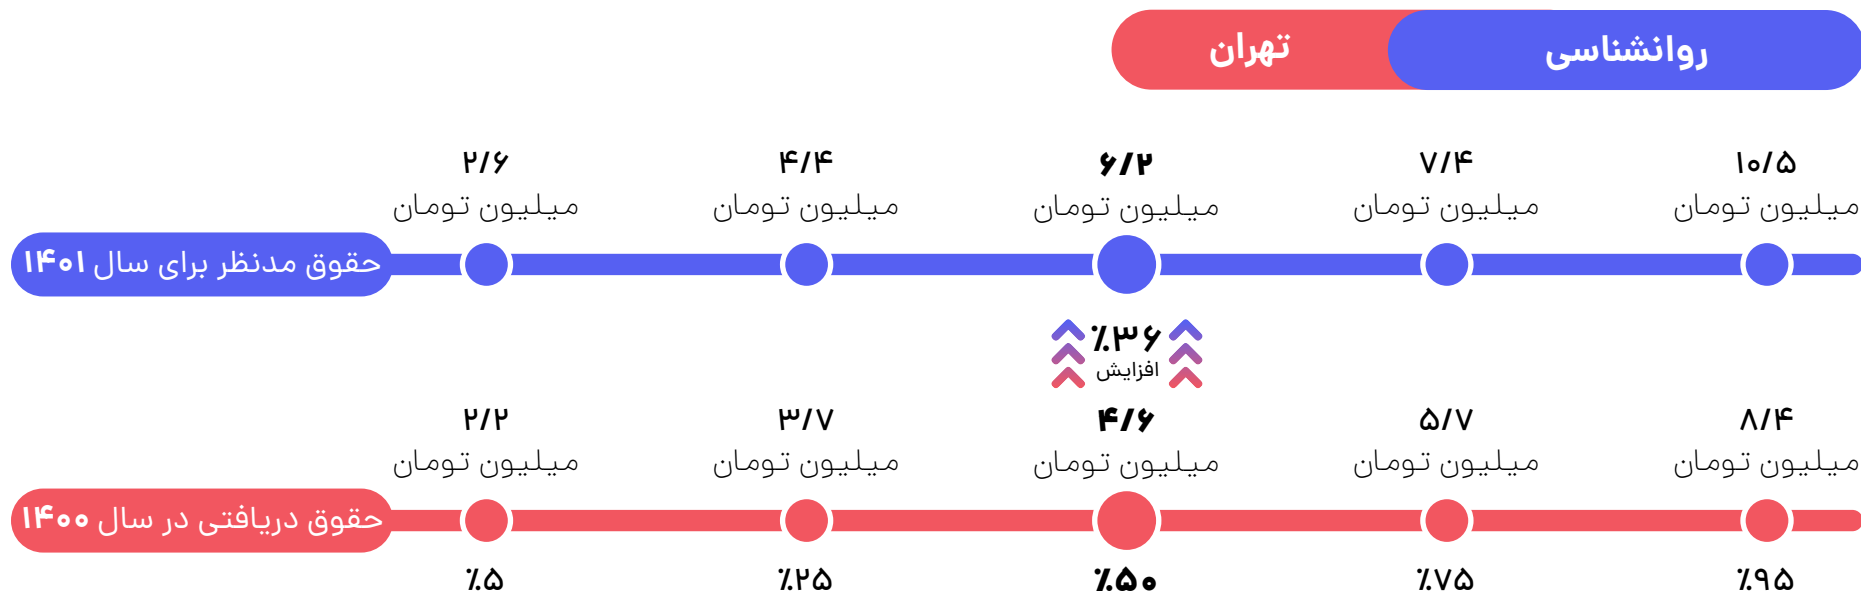 روانشناسی
تهران
۱۰/۵
میلیون تومان
۷/۴
میلیون تومان
۶/۲
میلیون تومان
۴/۴
میلیون تومان
۲/۶
میلیون تومان
حقوق مدنظر برای سال ۱۴۰۱
٪۳۶
افزایش
۸/۴
میلیون تومان
۵/۷
میلیون تومان
۴/۶
میلیون تومان
۳/۷
میلیون تومان
۲/۲
میلیون تومان
حقوق دریافتی در سال ۱۴۰۰
٪۹۵
٪۷۵
٪۵۰
٪۲۵
٪۵